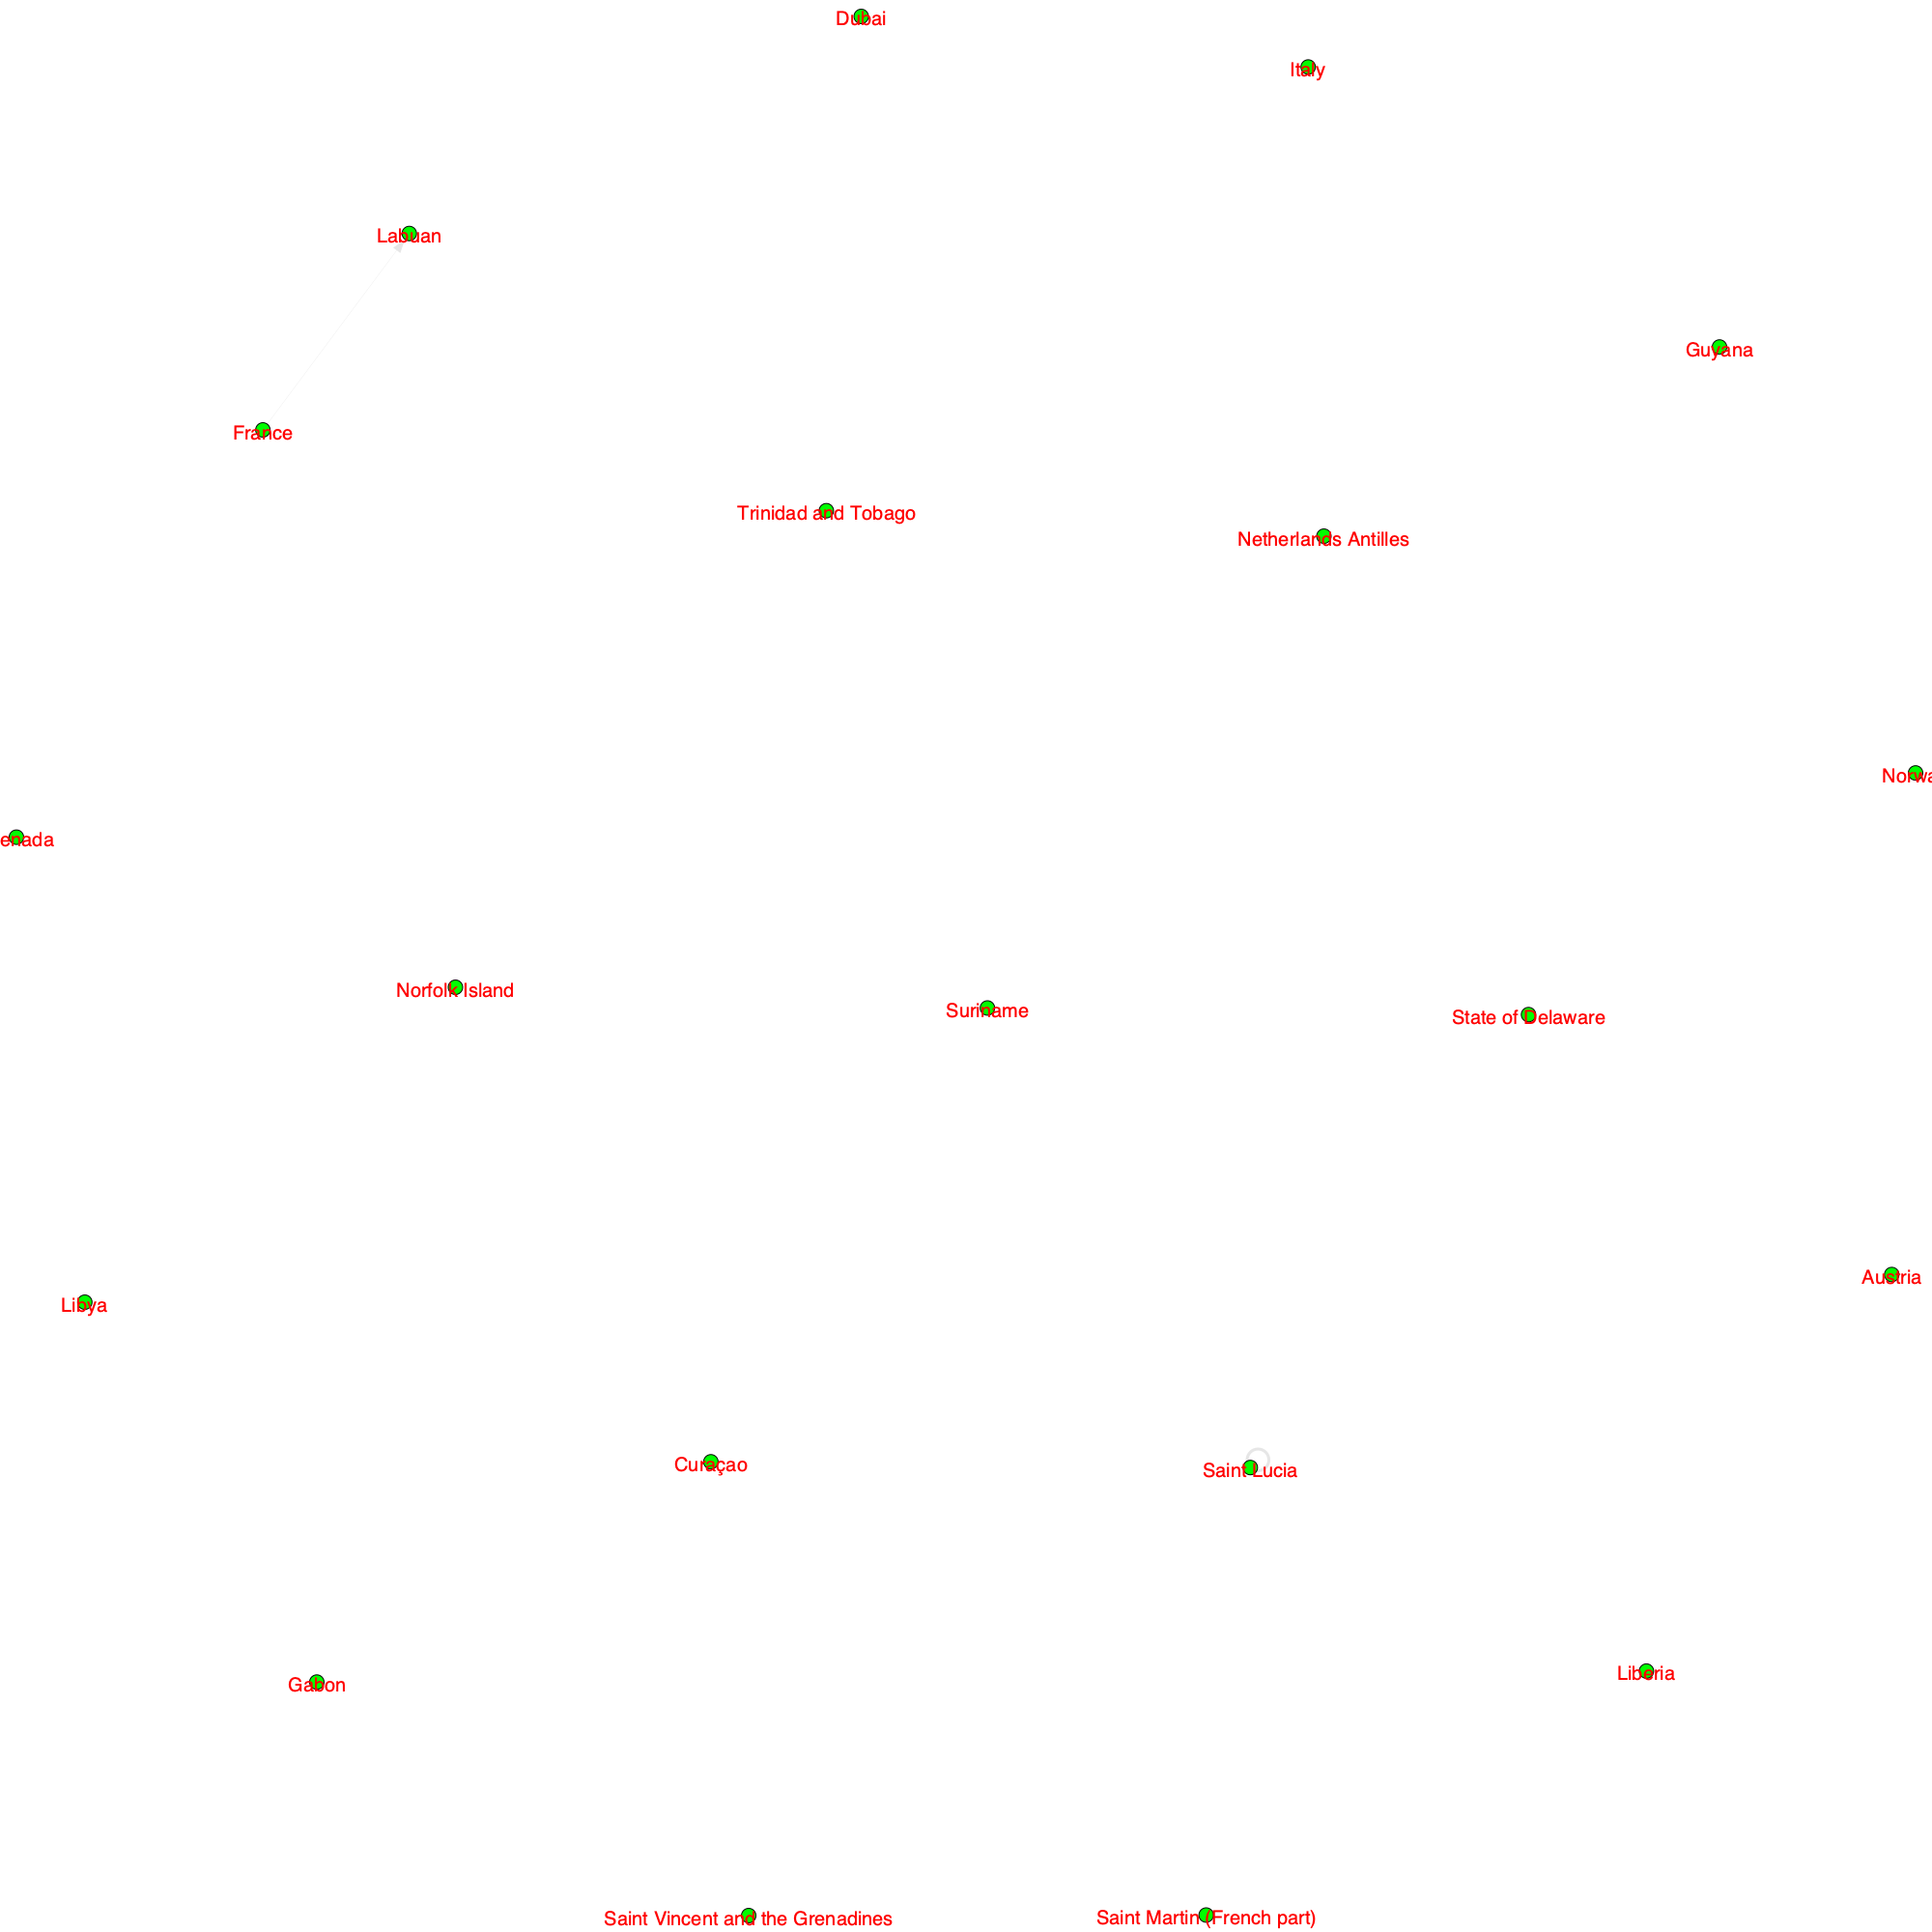 Dubai
Italy
Labuan
Guyana
France
Trinidad and Tobago
Netherlands Antilles
Norwa
enada
Norfolk Island
Suriname
State of Delaware
Austria
Libya
Curaçao
Saint Lucia
Liberia
Gabon
Saint Vincent and the Grenadines
Saint Martin (French part)